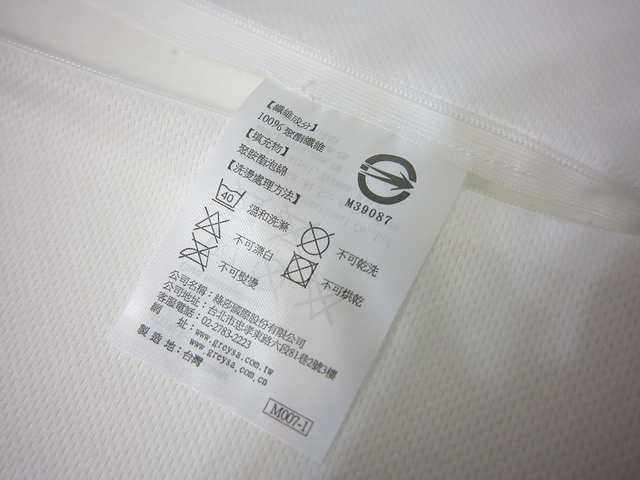 【纖維成分】
100% 聚酯纖維
【填充物】
聚胺酯泡綿
【洗燙處理方法】
M39087
40 溫和洗滌 不可乾洗
不可漂白 不可烘乾
不可熨燙
公司名稱：綠莎國際股份有限公司
公司地址：台北市忠孝東路六段81巷2號3樓
客服電話：02-2783-2223
網 址：www.greysa.com.tw
www.greysa.com.cn
製 造 地：台灣
M007-1